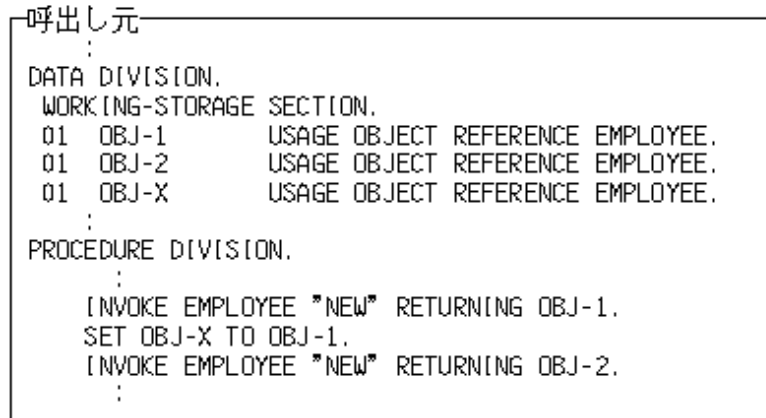 呼出し元
:
DATA DIVISION.
WORKING-STORAGE SECTION.
01 OBJ-1 USAGE OBJECT REFERENCE EMPLOYEE.
01 OBJ-2 USAGE OBJECT REFERENCE EMPLOYEE.
01 OBJ-X USAGE OBJECT REFERENCE EMPLOYEE.
:
PROCEDURE DIVISION.
:
INVOKE EMPLOYEE "NEW" RETURNING OBJ-1.
SET OBJ-X TO OBJ-1.
INVOKE EMPLOYEE "NEW" RETURNING OBJ-2.
: